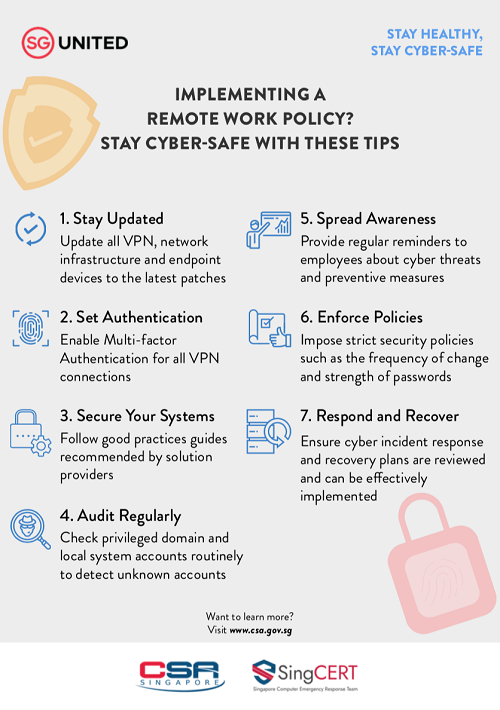 SG UNITED
STAY HEALTHY,
STAY CYBER-SAFE
IMPLEMENTING A
REMOTE WORK POLICY?
STAY CYBER-SAFE WITH THESE TIPS
1. Stay Updated
Update all VPN, network
infrastructure and endpoint
devices to the latest patches
2. Set Authentication
Enable Multi-factor
Authentication for all VPN
connections
3. Secure Your Systems
Follow good practices guides
recommended by solution
providers
4. Audit Regularly
Check privileged domain and
local system accounts routinely
to detect unknown accounts
5. Spread Awareness
Provide regular reminders to
employees about cyber threats
and preventive measures
6. Enforce Policies
Impose strict security policies
such as the frequency of change
and strength of passwords
7. Respond and Recover
Ensure cyber incident response
and recovery plans are reviewed
and can be effectively
implemented
Want to learn more?
Visit www.csa.gov.sg
CSA
SINGAPORE
SingCERT
Singapore Computer Emergency Response Team